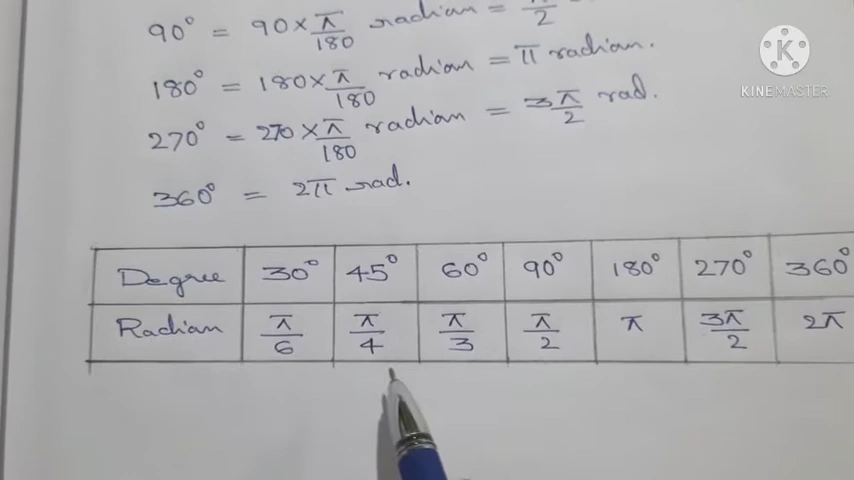 90° = 90 × π/180 radian = π/2
180° = 180 × π/180 radian = π radian.
270° = 270 × π/180 radian = 3π/2 rad.
360° = 2π rad.
Degree 30° 45° 60° 90° 180° 270° 360°
Radian π/6 π/4 π/3 π/2 π 3π/2 2π
K
KINEMASTER